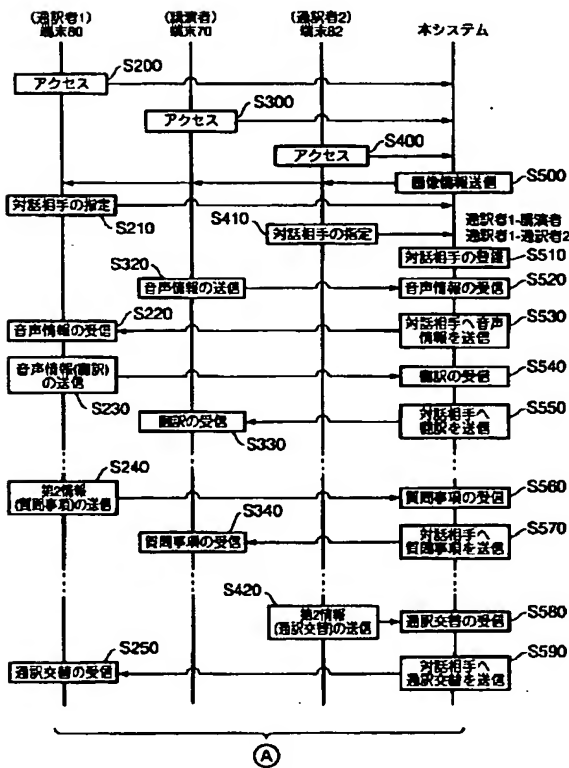 (通訳者1)
端末80
(講演者)
端末70
(通訳者2)
端末82
本システム
アクセス
S200
アクセス
S300
アクセス
S400
画像情報送信
S500
対話相手の指定
S210
対話相手の指定
S410
通訳者1-講演者
通訳者1-通訳者2
対話相手の登録
S510
音声情報の送信
S320
音声情報の受信
S520
音声情報の受信
S220
対話相手へ音声
情報を送信
S530
音声情報(翻訳)
の送信
S230
翻訳の受信
S540
翻訳の受信
S330
対話相手へ
翻訳を送信
S550
第2情報
(質問事項)の送信
S240
質問事項の受信
S560
質問事項の受信
S340
対話相手へ
質問事項を送信
S570
第2情報
(通訳交替)の送信
S420
通訳交替の受信
S580
通訳交替の受信
S250
対話相手へ
通訳交替を送信
S590
A